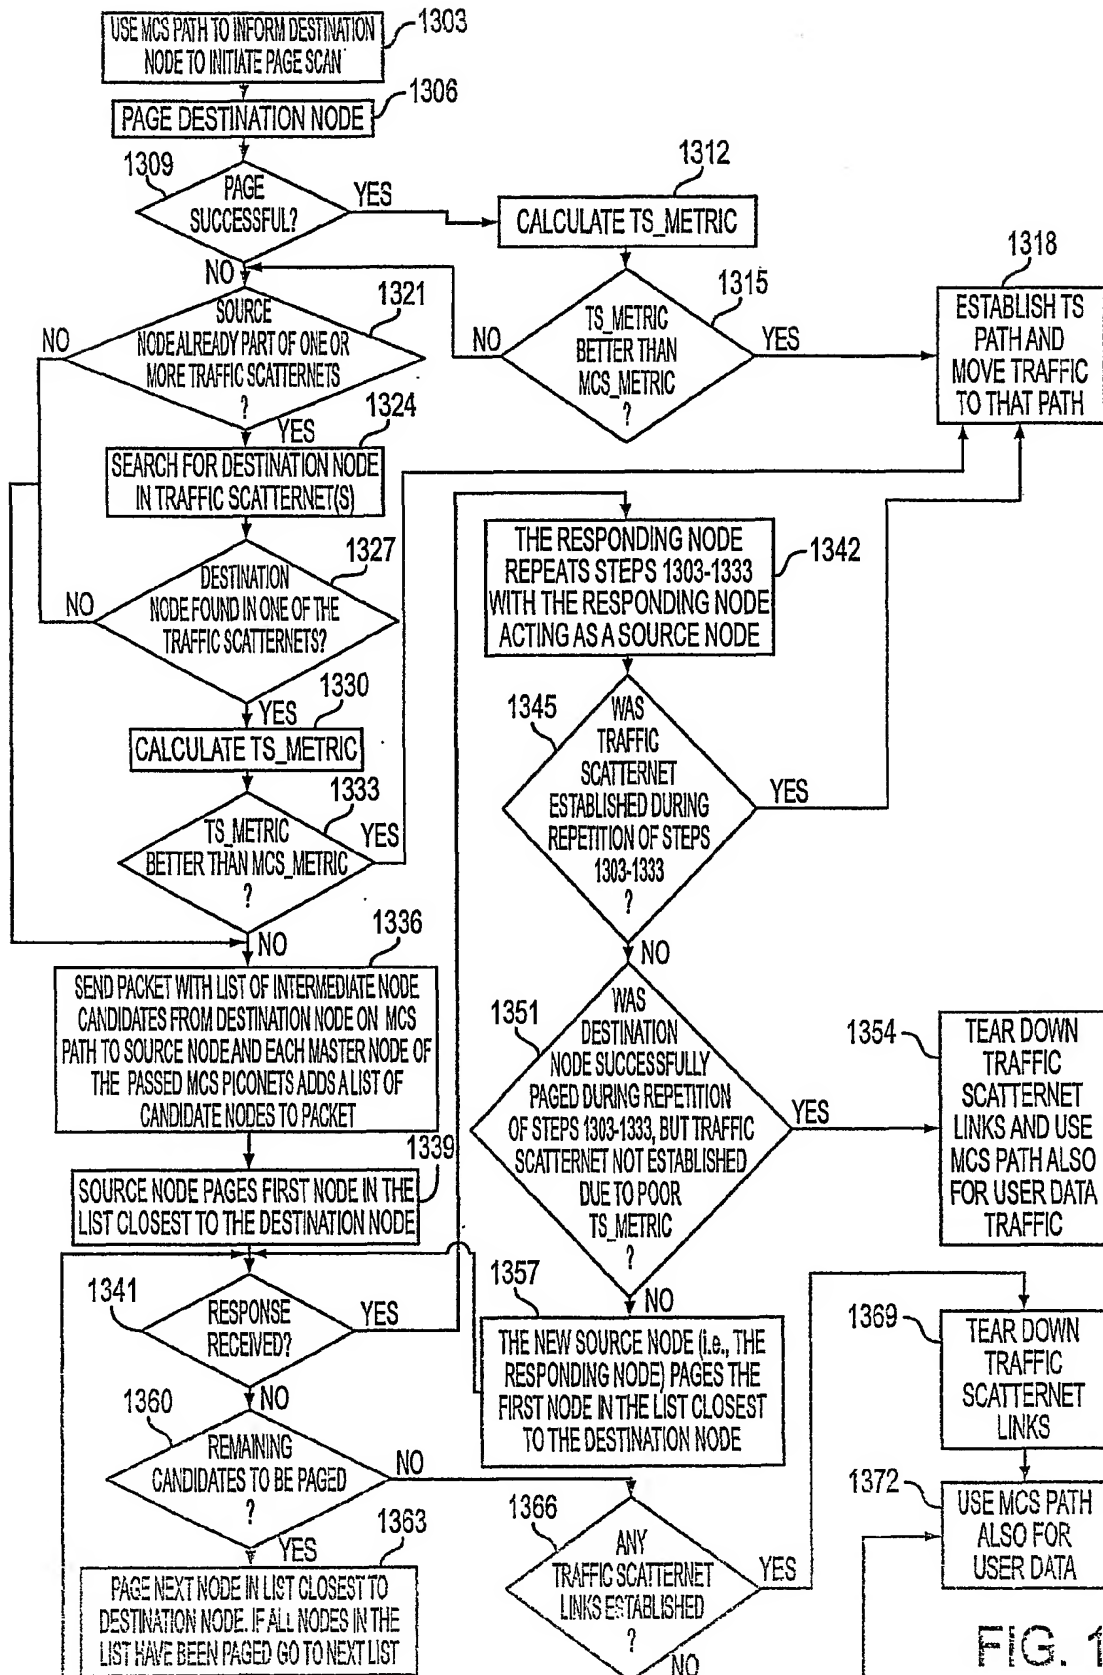 1303
USE MCS PATH TO INFORM DESTINATION
NODE TO INITIATE PAGE SCAN
1306
PAGE DESTINATION NODE
1309
PAGE
SUCCESSFUL?
YES
NO
1312
CALCULATE TS_METRIC
1315
TS_METRIC
BETTER THAN
MCS_METRIC
?
NO
YES
1318
ESTABLISH TS
PATH AND
MOVE TRAFFIC
TO THAT PATH
1321
SOURCE
NODE ALREADY PART OF ONE OR
MORE TRAFFIC SCATTERNETS
?
NO
YES
1324
SEARCH FOR DESTINATION NODE
IN TRAFFIC SCATTERNET(S)
1327
DESTINATION
NODE FOUND IN ONE OF THE
TRAFFIC SCATTERNETS?
NO
YES
1330
CALCULATE TS_METRIC
1333
TS_METRIC
BETTER THAN MCS_METRIC
?
YES
NO
1336
SEND PACKET WITH LIST OF INTERMEDIATE NODE
CANDIDATES FROM DESTINATION NODE ON MCS
PATH TO SOURCE NODE AND EACH MASTER NODE OF
THE PASSED MCS PICONETS ADDS A LIST OF
CANDIDATE NODES TO PACKET
1339
SOURCE NODE PAGES FIRST NODE IN THE
LIST CLOSEST TO THE DESTINATION NODE
1341
RESPONSE
RECEIVED?
YES
NO
1342
THE RESPONDING NODE
REPEATS STEPS 1303-1333
WITH THE RESPONDING NODE
ACTING AS A SOURCE NODE
1345
WAS
TRAFFIC
SCATTERNET
ESTABLISHED DURING
REPETITION OF STEPS
1303-1333
?
YES
NO
1351
WAS
DESTINATION
NODE SUCCESSFULLY
PAGED DURING REPETITION
OF STEPS 1303-1333, BUT TRAFFIC
SCATTERNET NOT ESTABLISHED
DUE TO POOR
TS_METRIC
?
YES
NO
1354
TEAR DOWN
TRAFFIC
SCATTERNET
LINKS AND USE
MCS PATH ALSO
FOR USER DATA
TRAFFIC
1357
THE NEW SOURCE NODE (i.e., THE
RESPONDING NODE) PAGES THE
FIRST NODE IN THE LIST CLOSEST
TO THE DESTINATION NODE
1360
REMAINING
CANDIDATES TO BE PAGED
?
NO
YES
1363
PAGE NEXT NODE IN LIST CLOSEST TO
DESTINATION NODE. IF ALL NODES IN THE
LIST HAVE BEEN PAGED GO TO NEXT LIST
1366
ANY
TRAFFIC SCATTERNET
LINKS ESTABLISHED
?
YES
NO
1369
TEAR DOWN
TRAFFIC
SCATTERNET
LINKS
1372
USE MCS PATH
ALSO FOR
USER DATA
FIG. 1